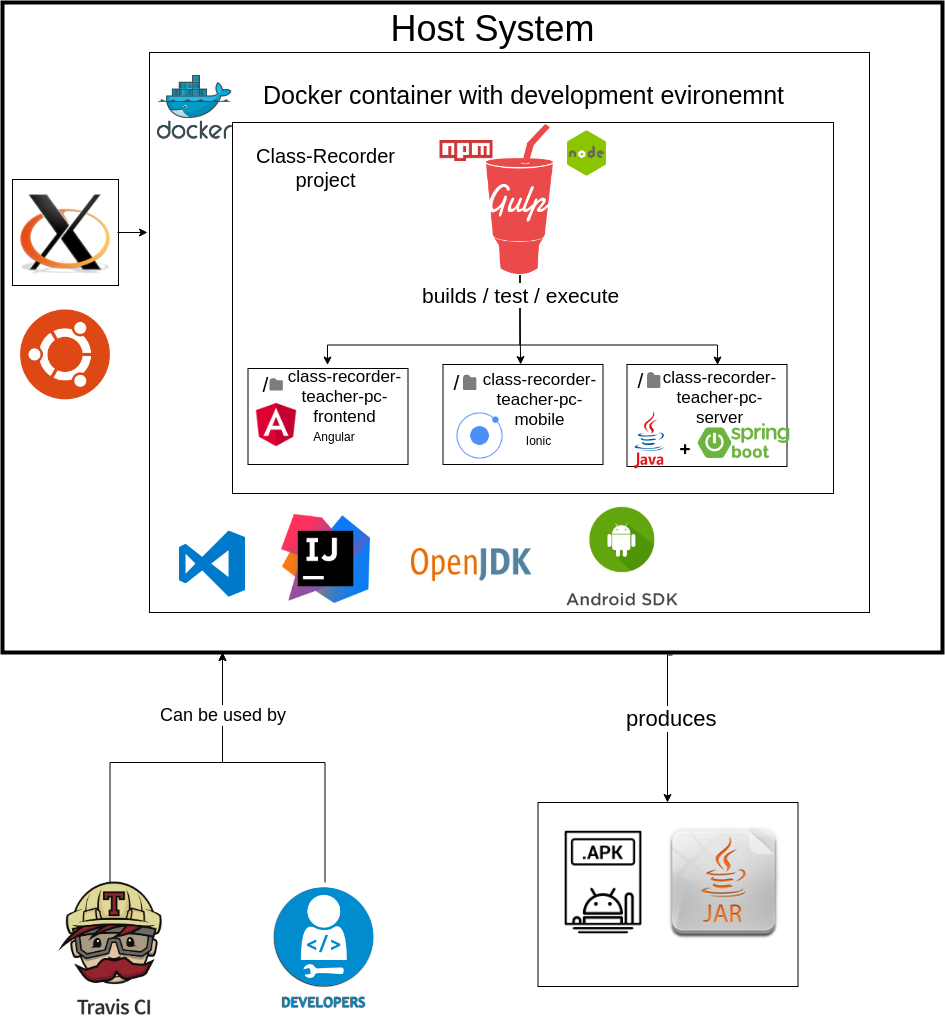 Host System
docker
Docker container with development evironemnt
Class-Recorder
project
npm
node
Gulp
builds / test / execute
/ class-recorder-
teacher-pc-
frontend
Angular
/ class-recorder-
teacher-pc-
mobile
Ionic
/ class-recorder-
teacher-pc-
server
Java
+
spring
boot
IJ
OpenJDK
Android SDK
Can be used by
produces
.APK
JAR
T
</>
Travis CI
DEVELOPERS